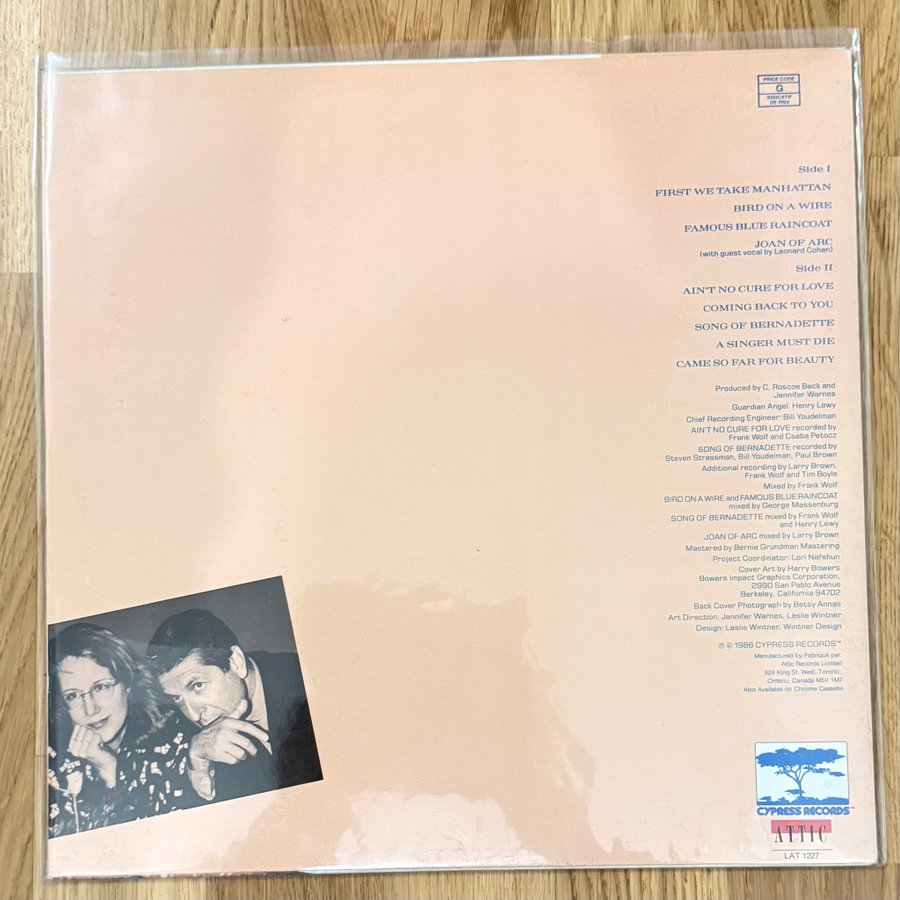 PRICE CODE
G
INDICATIF
DE PRIX
Side I
FIRST WE TAKE MANHATTAN
BIRD ON A WIRE
FAMOUS BLUE RAINCOAT
JOAN OF ARC
(with guest vocal by Leonard Cohen)
Side II
AIN'T NO CURE FOR LOVE
COMING BACK TO YOU
SONG OF BERNADETTE
A SINGER MUST DIE
CAME SO FAR FOR BEAUTY
Produced by C. Roscoe Beck and
Jennifer Warnes
Guardian Angel: Henry Lewy
Chief Recording Engineer: Bill Youdelman
AIN'T NO CURE FOR LOVE recorded by
Frank Wolf and Csaba Petocz
SONG OF BERNADETTE recorded by
Steven Strassman, Bill Youdelman, Paul Brown
Additional recording by Larry Brown,
Frank Wolf and Tim Boyle
Mixed by Frank Wolf
BIRD ON A WIRE and FAMOUS BLUE RAINCOAT
mixed by George Massenburg
SONG OF BERNADETTE mixed by Frank Wolf
and Henry Lewy
JOAN OF ARC mixed by Larry Brown
Mastered by Bernie Grundman Mastering
Project Coordinator: Lori Nafshun
Cover Art by Harry Bowers
Bowers Impact Graphics Corporation,
2990 San Pablo Avenue
Berkeley, California 94702
Back Cover Photograph by Betsy Annas
Art Direction: Jennifer Warnes, Leslie Wintner
Design: Leslie Wintner, Wintner Design
℗ © 1986 CYPRESS RECORDS™
Manufactured by/Fabriqué par:
Attic Records Limited
624 King St. West, Toronto,
Ontario, Canada M5V 1M7
Also Available on Chrome Cassette
CYPRESS RECORDS™
ATTIC
LAT 1227